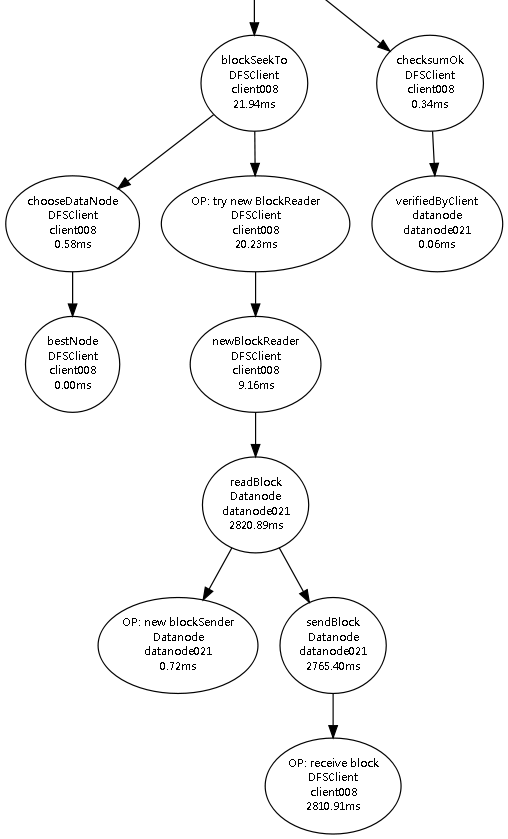 blockSeekTo
DFSClient
client008
21.94ms
checksumOk
DFSClient
client008
0.34ms
chooseDataNode
DFSClient
client008
0.58ms
OP: try new BlockReader
DFSClient
client008
20.23ms
verifiedByClient
datanode
datanode021
0.06ms
bestNode
DFSClient
client008
0.00ms
newBlockReader
DFSClient
client008
9.16ms
readBlock
Datanode
datanode021
2820.89ms
OP: new blockSender
Datanode
datanode021
0.72ms
sendBlock
Datanode
datanode021
2765.40ms
OP: receive block
DFSClient
client008
2810.91ms